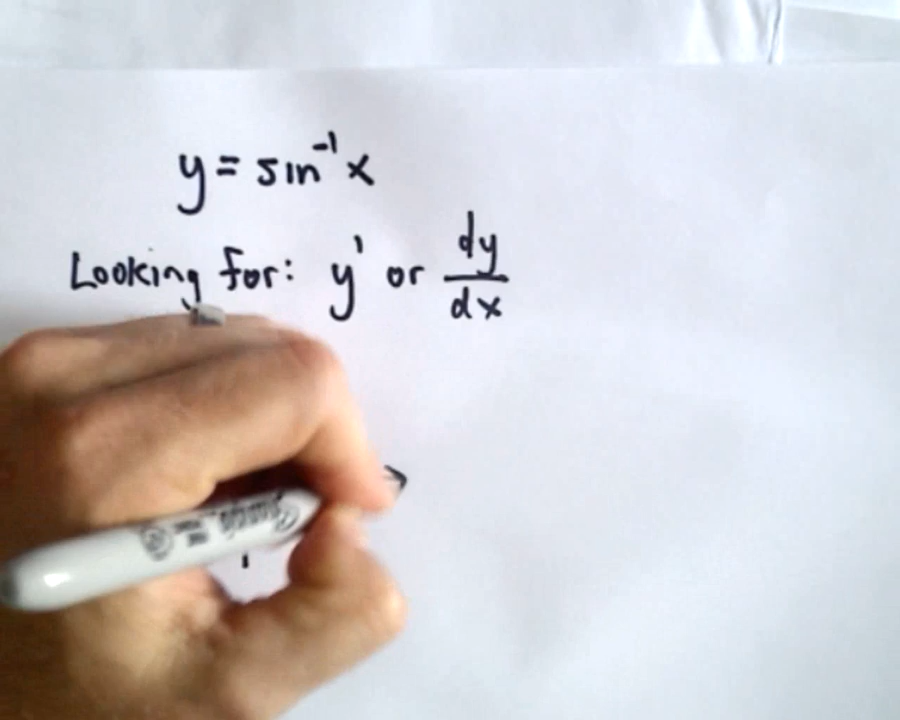 y = sin⁻¹ x
Looking for: y' or dy/dx